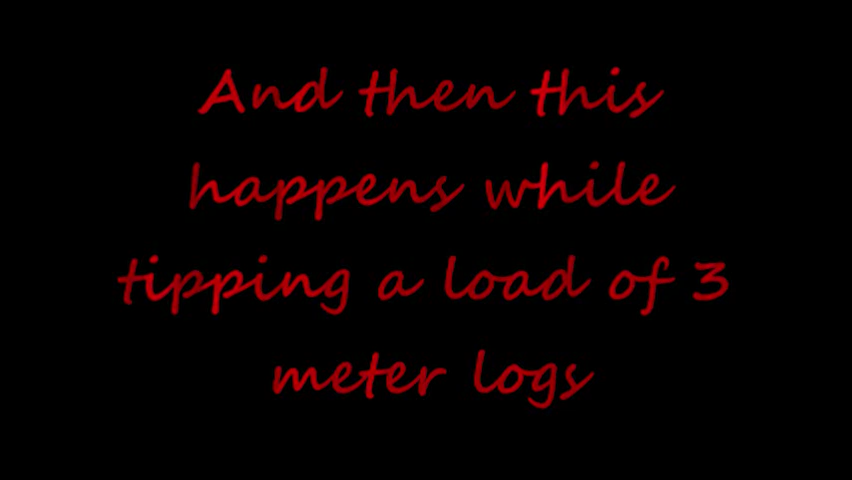 And then this
happens while
tipping a load of 3
meter logs